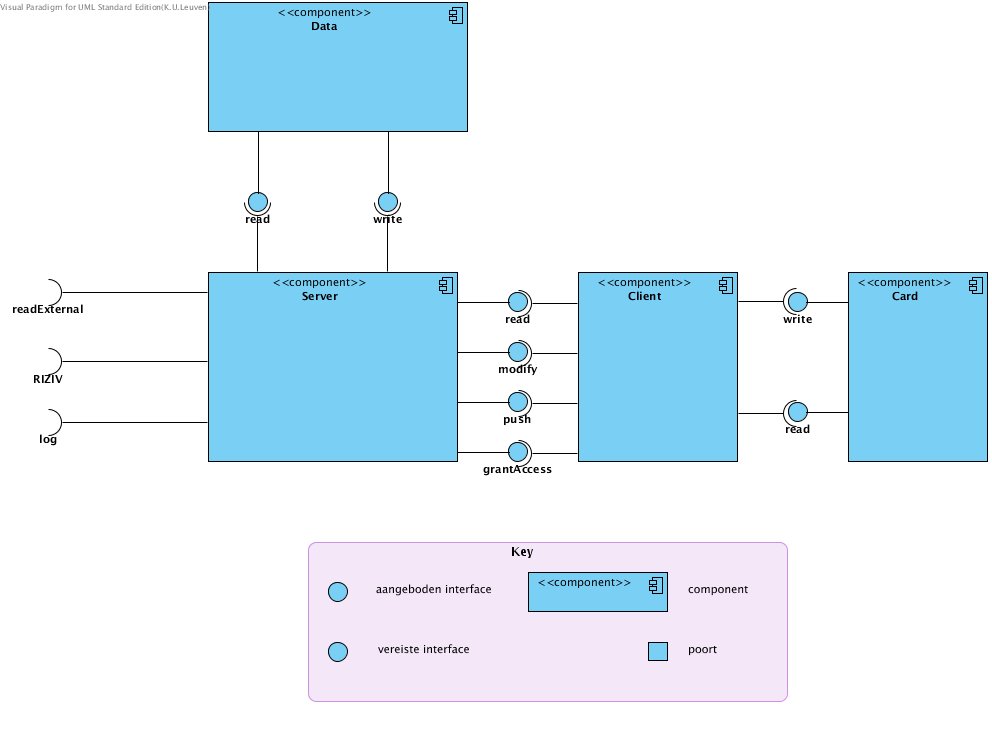 Visual Paradigm for UML Standard Edition(K.U.Leuven
<<component>>
Data
read
write
readExternal
RIZIV
log
<<component>>
Server
read
modify
push
grantAccess
<<component>>
Client
write
read
<<component>>
Card
Key
aangeboden interface
<<component>>
component
vereiste interface
poort